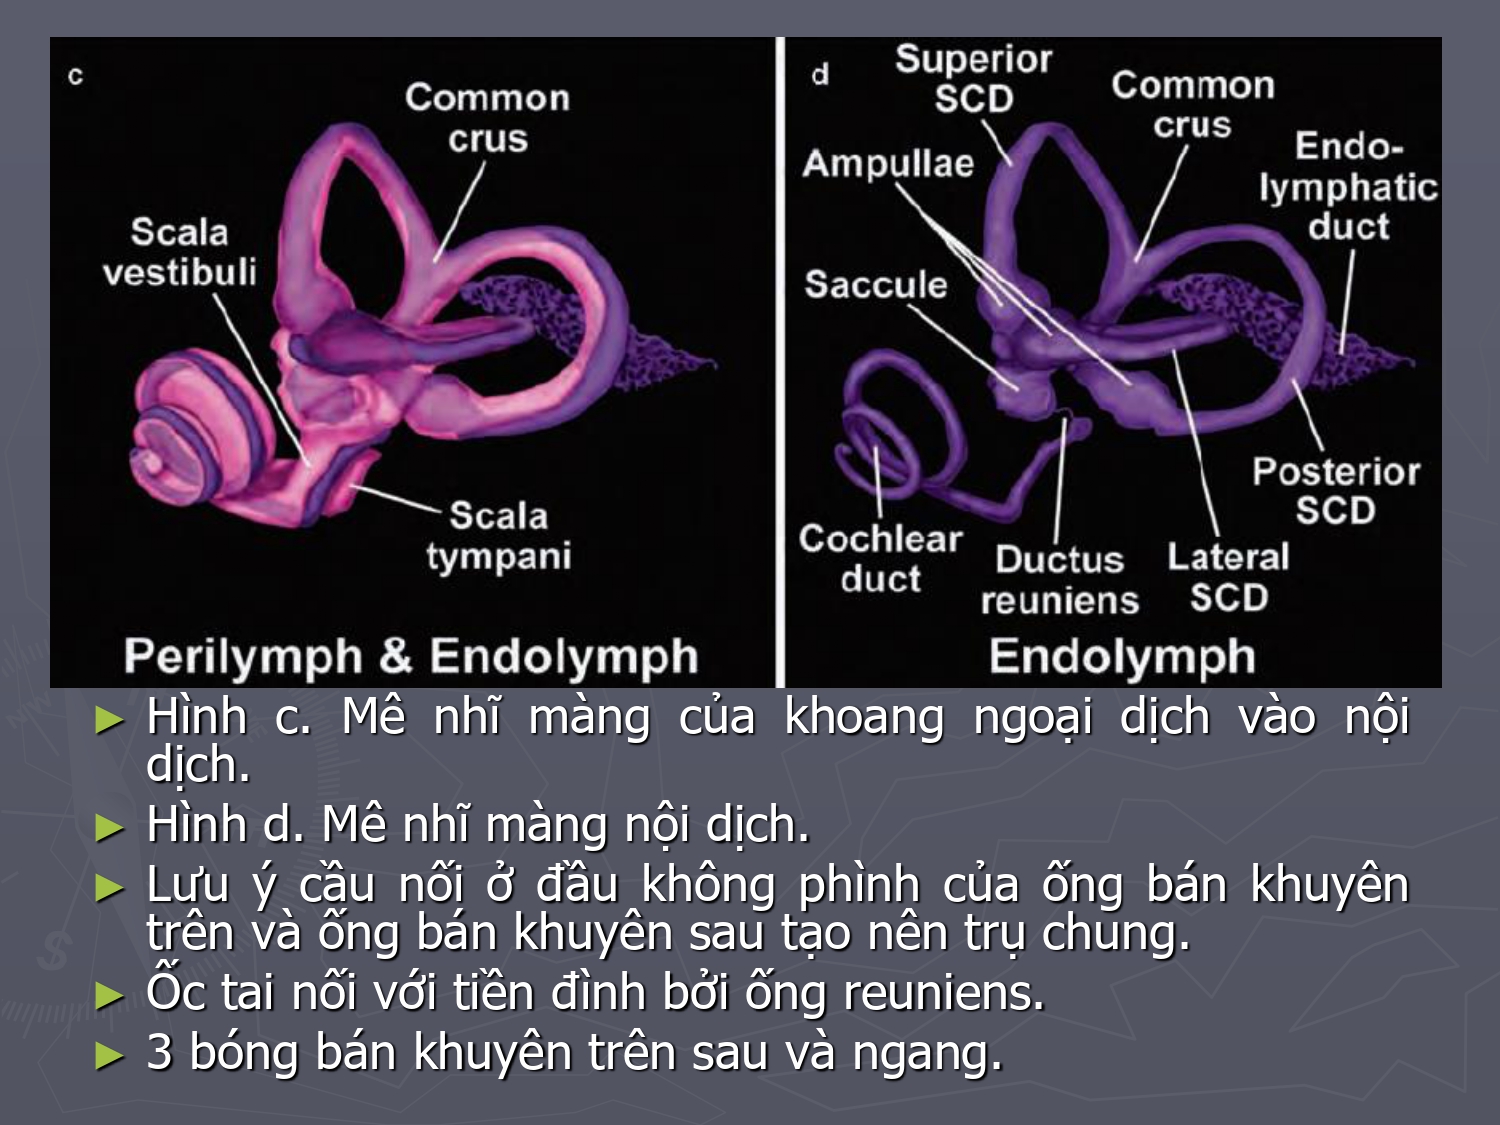 c
Common
crus
Scala
vestibuli
Scala
tympani
Perilymph & Endolymph
d
Superior
SCD
Common
crus
Endo-
lymphatic
duct
Ampullae
Saccule
Posterior
SCD
Cochlear
duct
Ductus
reuniens
Lateral
SCD
Endolymph
► Hình c. Mê nhĩ màng của khoang ngoại dịch vào nội
dịch.
► Hình d. Mê nhĩ màng nội dịch.
► Lưu ý cầu nối ở đầu không phình của ống bán khuyên
trên và ống bán khuyên sau tạo nên trụ chung.
► Ốc tai nối với tiền đình bởi ống reuniens.
► 3 bóng bán khuyên trên sau và ngang.